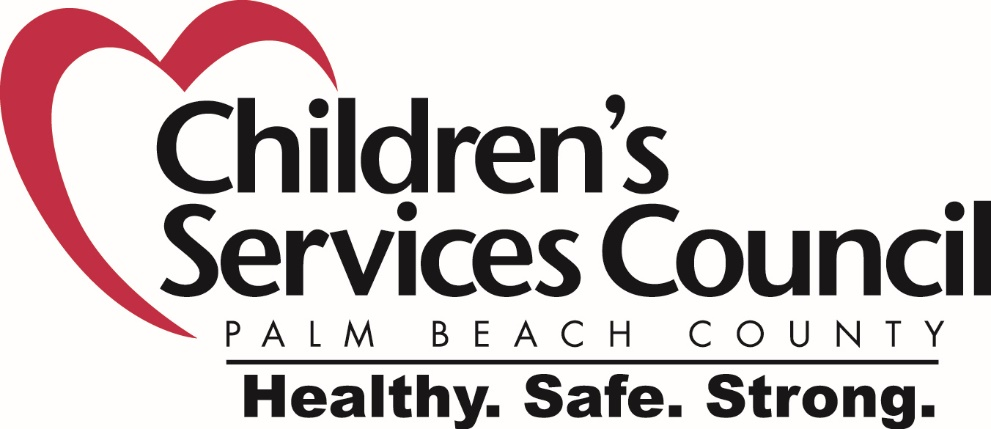 Children’s
Services Council
PALM BEACH COUNTY
Healthy. Safe. Strong.